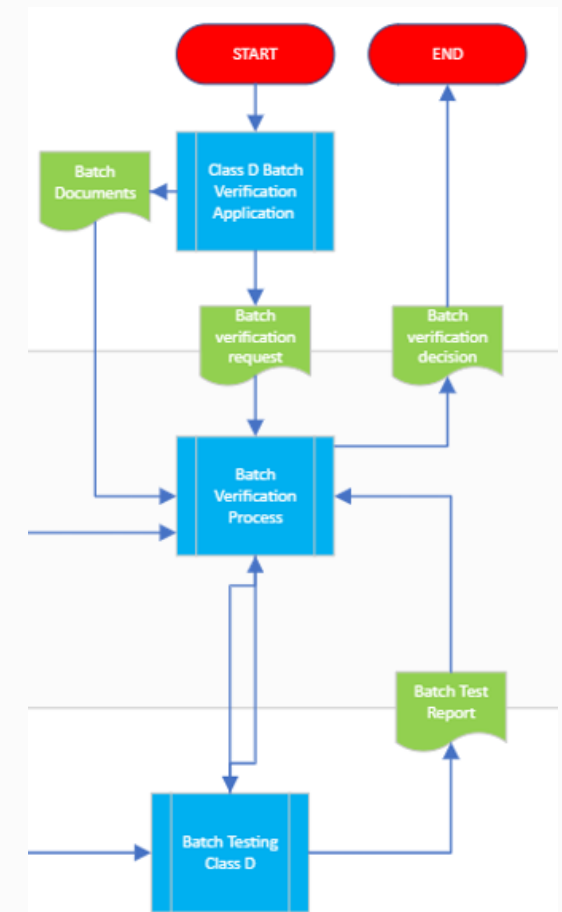 START
END
Class D Batch
Verification
Application
Batch
Documents
Batch
verification
request
Batch
verification
decision
Batch
Verification
Process
Batch Test
Report
Batch Testing
Class D